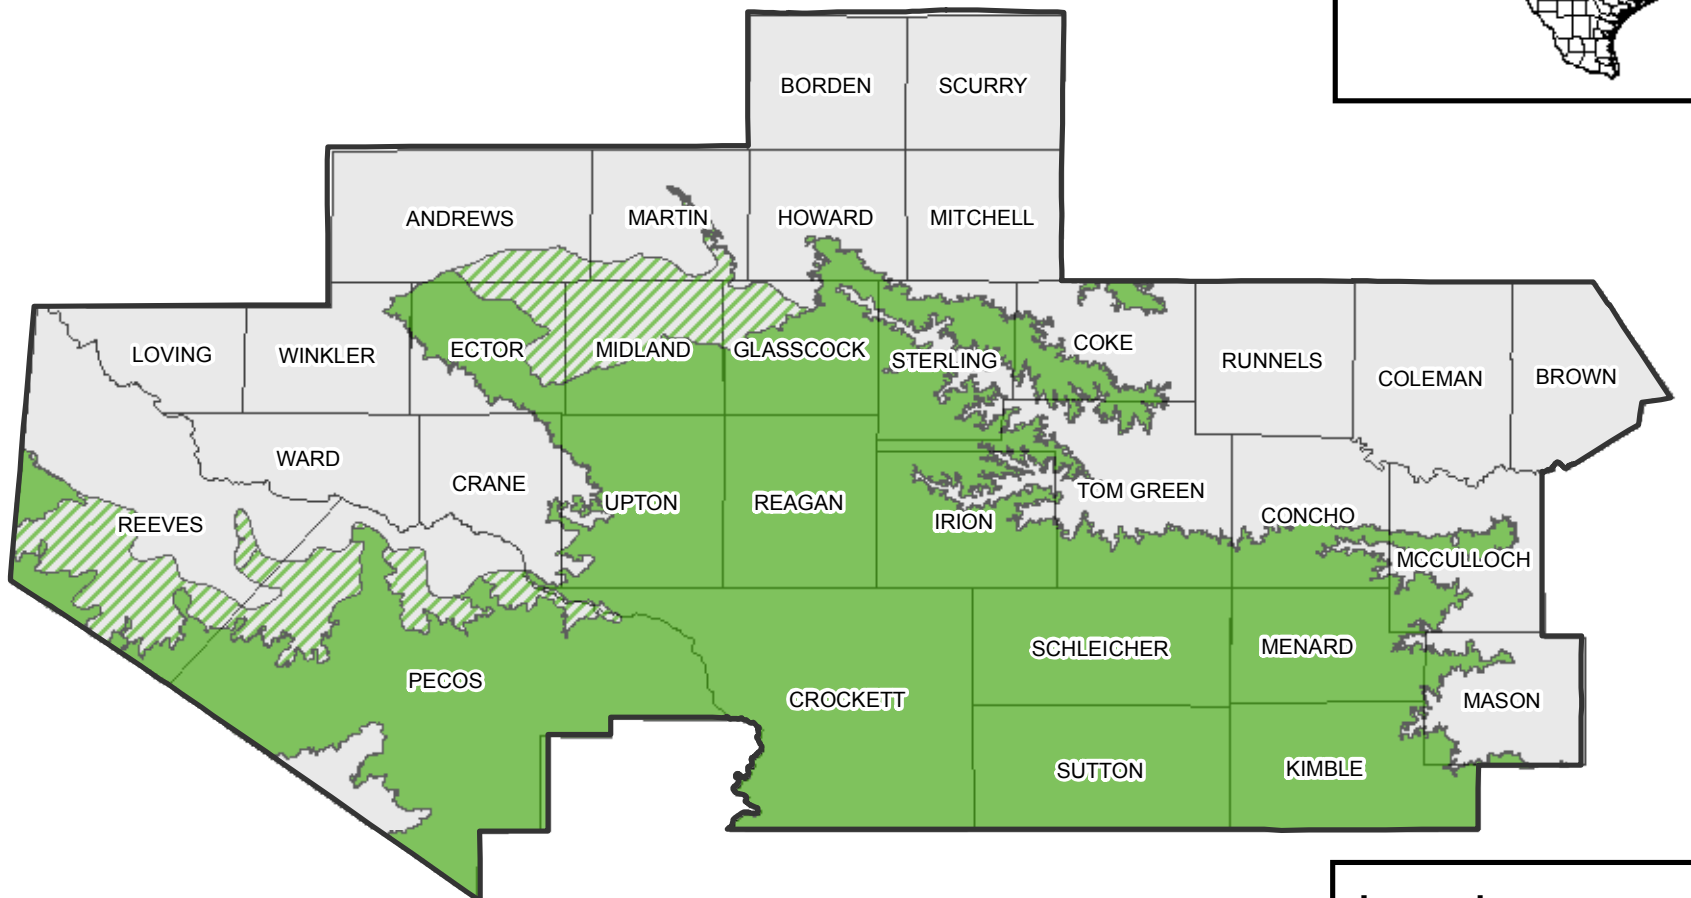 BORDEN
SCURRY
ANDREWS
MARTIN
HOWARD
MITCHELL
LOVING
WINKLER
ECTOR
MIDLAND
GLASSCOCK
STERLING
COKE
RUNNELS
COLEMAN
BROWN
WARD
CRANE
REEVES
UPTON
REAGAN
IRION
TOM GREEN
CONCHO
MCCULLOCH
PECOS
CROCKETT
SCHLEICHER
MENARD
MASON
SUTTON
KIMBLE